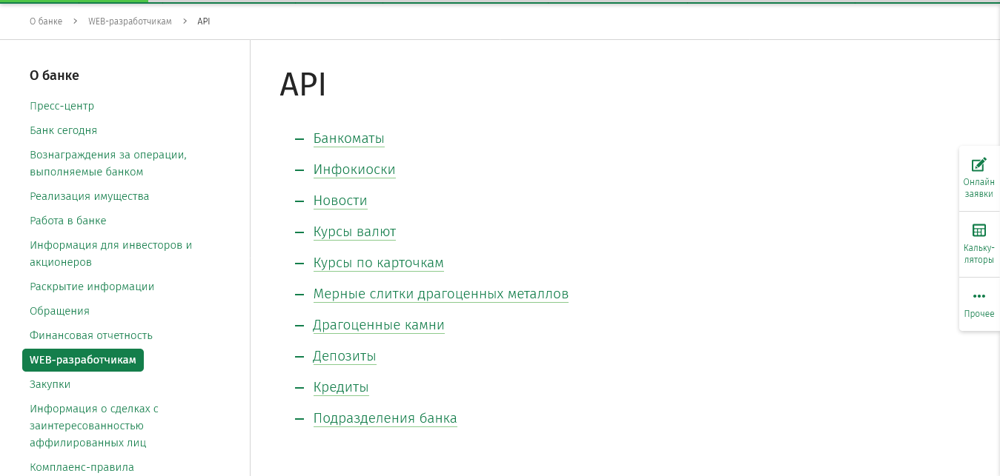 О банке > WEB-разработчикам > API
О банке
Пресс-центр
Банк сегодня
Вознаграждения за операции,
выполняемые банком
Реализация имущества
Работа в банке
Информация для инвесторов и
акционеров
Раскрытие информации
Обращения
Финансовая отчетность
WEB-разработчикам
Закупки
Информация о сделках с
заинтересованностью
аффилированных лиц
Комплаенс-правила
API
— Банкоматы
— Инфокиоски
— Новости
— Курсы валют
— Курсы по карточкам
— Мерные слитки драгоценных металлов
— Драгоценные камни
— Депозиты
— Кредиты
— Подразделения банка
Онлайн
заявки
Кальку-
ляторы
Прочее